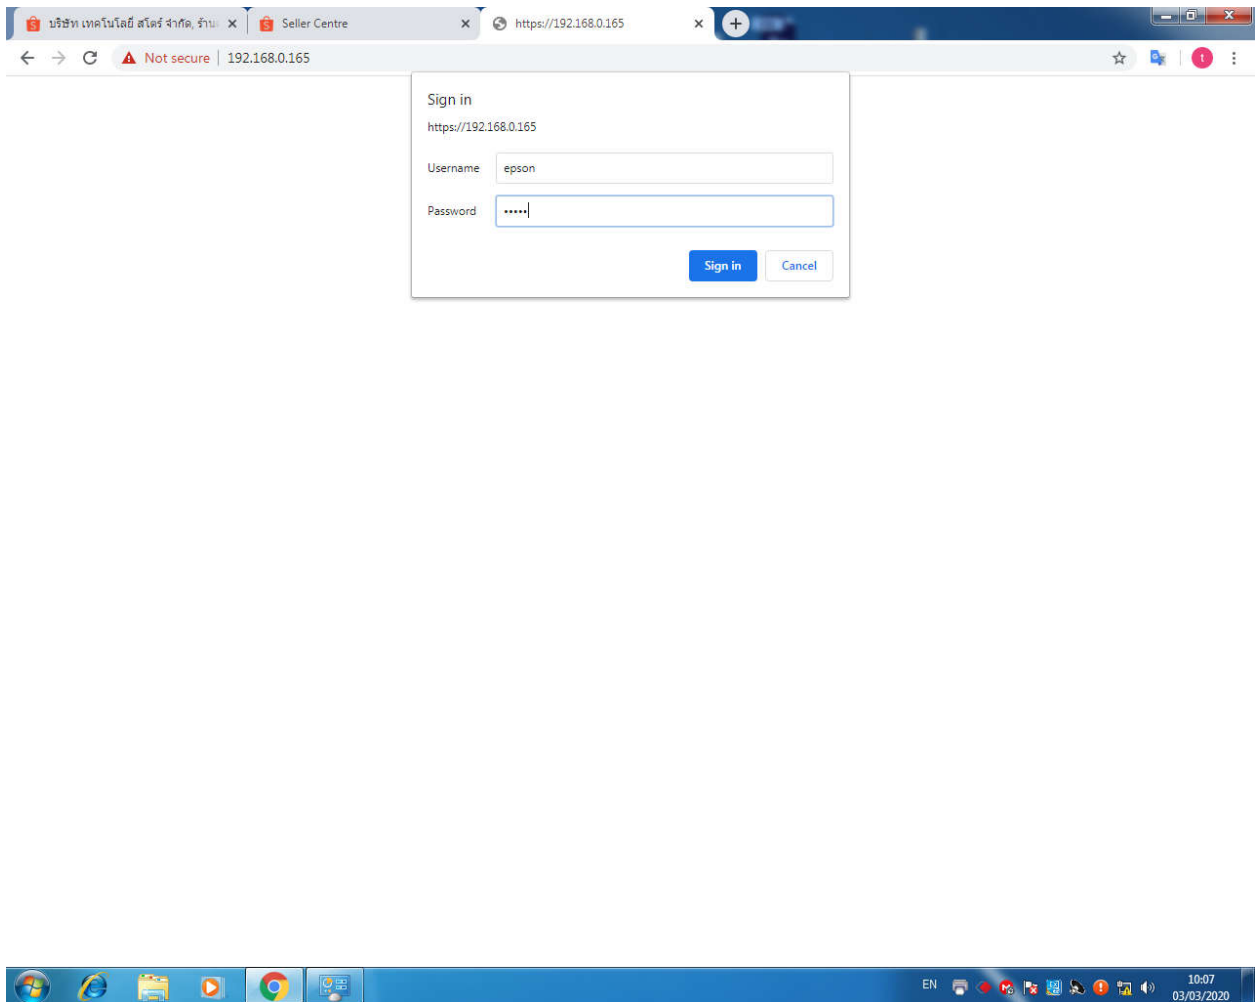 บริษัท เทคโนโลยี สโตร์ จำกัด, ร้าน
Seller Centre
https://192.168.0.165
Not secure
192.168.0.165
t
Sign in
https://192.168.0.165
Username
epson
Password
•••••
Sign in
Cancel
EN
10:07
03/03/2020